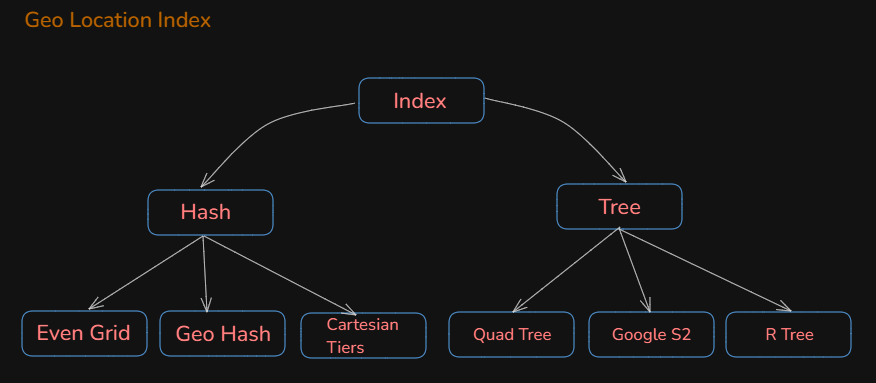 Geo Location Index
Index
Hash
Tree
Even Grid
Geo Hash
Cartesian
Tiers
Quad Tree
Google S2
R Tree